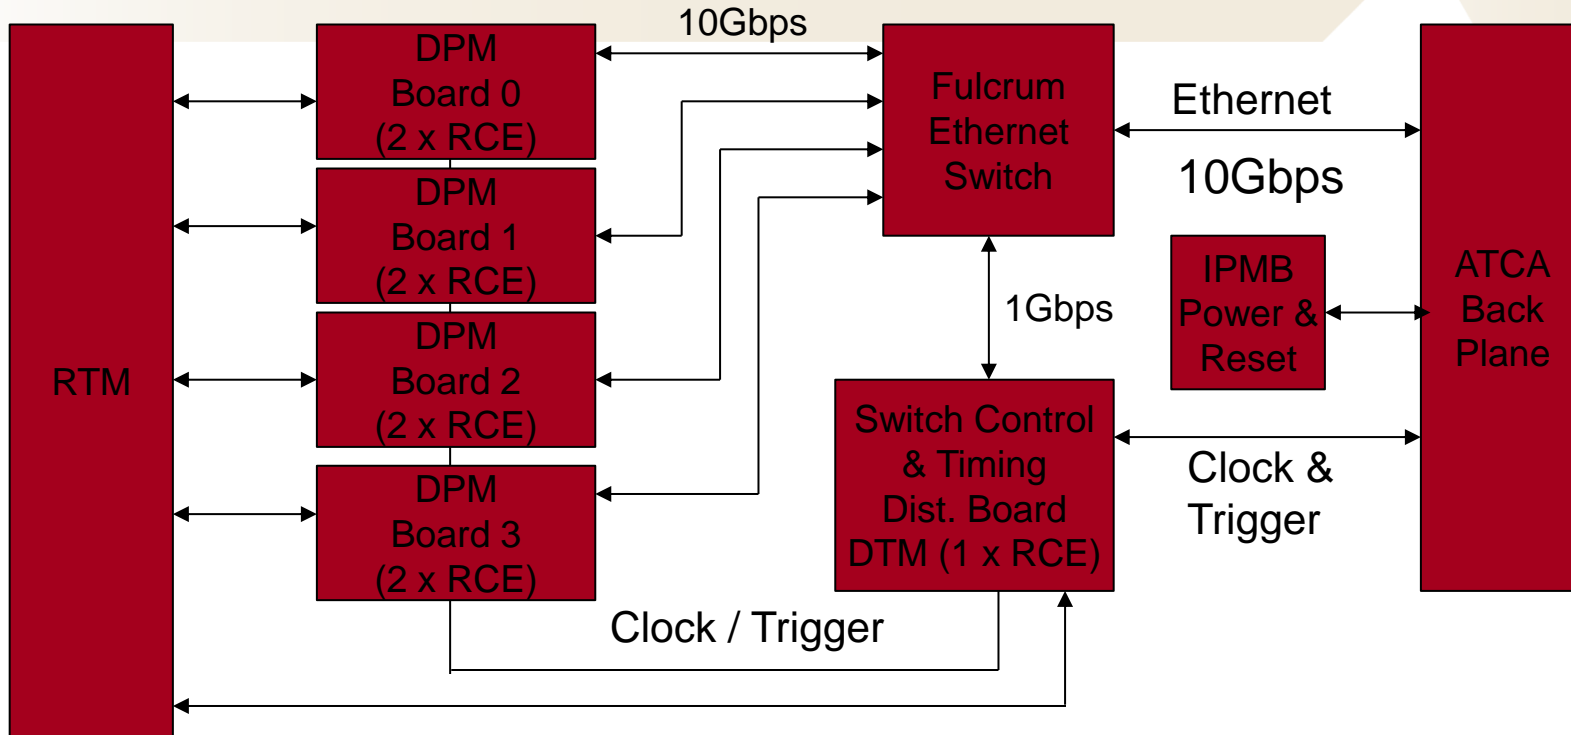 10Gbps
RTM
DPM
Board 0
(2 x RCE)
DPM
Board 1
(2 x RCE)
DPM
Board 2
(2 x RCE)
DPM
Board 3
(2 x RCE)
Fulcrum
Ethernet
Switch
Ethernet
10Gbps
1Gbps
IPMB
Power &
Reset
ATCA
Back
Plane
Switch Control
& Timing
Dist. Board
DTM (1 x RCE)
Clock &
Trigger
Clock / Trigger